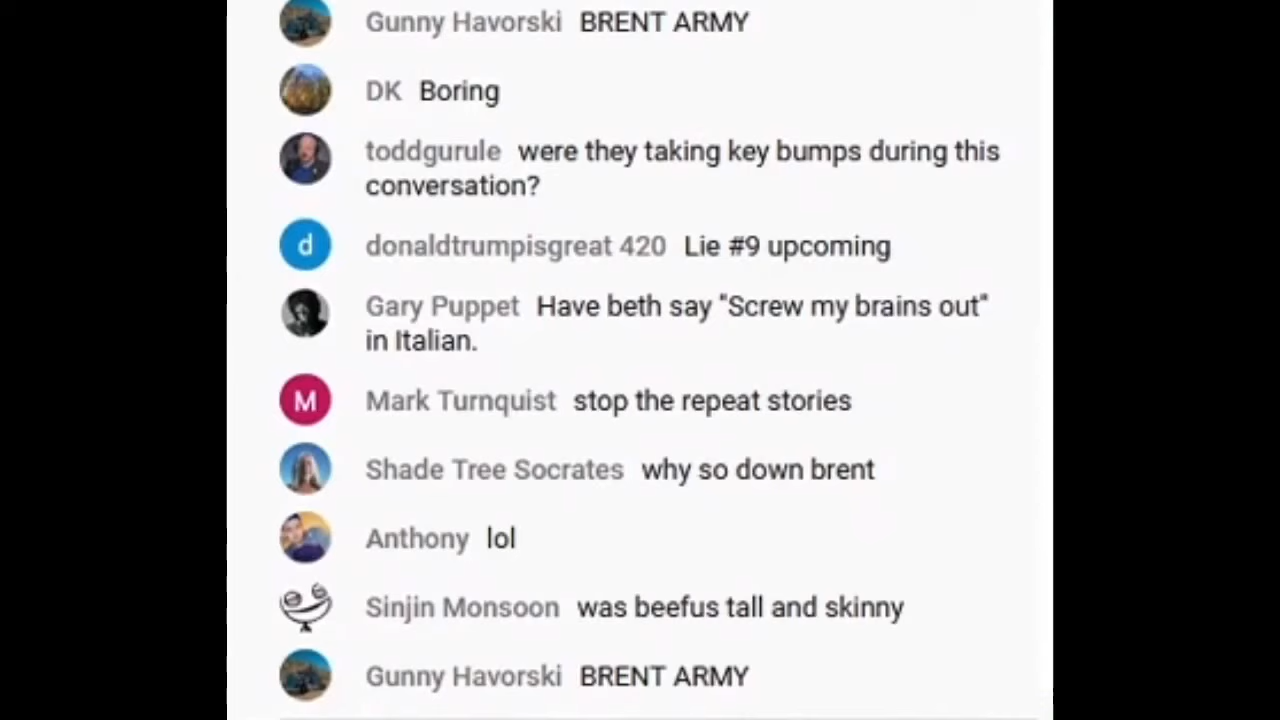 Gunny Havorski BRENT ARMY
DK Boring
toddgurule were they taking key bumps during this
conversation?
d donaldtrumpisgreat 420 Lie #9 upcoming
Gary Puppet Have beth say "Screw my brains out"
in Italian.
M Mark Turnquist stop the repeat stories
Shade Tree Socrates why so down brent
Anthony lol
Sinjin Monsoon was beefus tall and skinny
Gunny Havorski BRENT ARMY